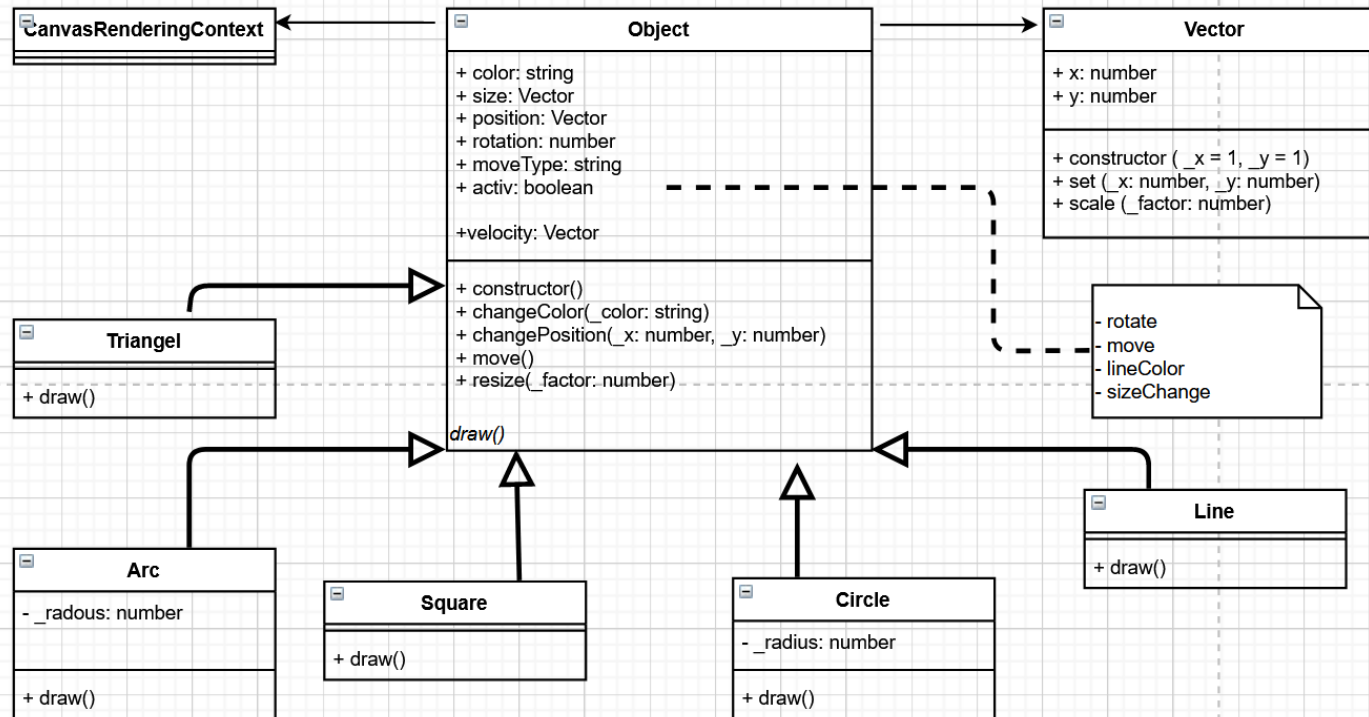 CanvasRenderingContext
Object
+ color: string
+ size: Vector
+ position: Vector
+ rotation: number
+ moveType: string
+ activ: boolean
+velocity: Vector
+ constructor()
+ changeColor(_color: string)
+ changePosition(_x: number, _y: number)
+ move()
+ resize(_factor: number)
draw()
Vector
+ x: number
+ y: number
+ constructor ( _x = 1, _y = 1)
+ set (_x: number, _y: number)
+ scale (_factor: number)
- rotate
- move
- lineColor
- sizeChange
Triangel
+ draw()
Arc
- _radous: number
+ draw()
Square
+ draw()
Circle
- _radius: number
+ draw()
Line
+ draw()